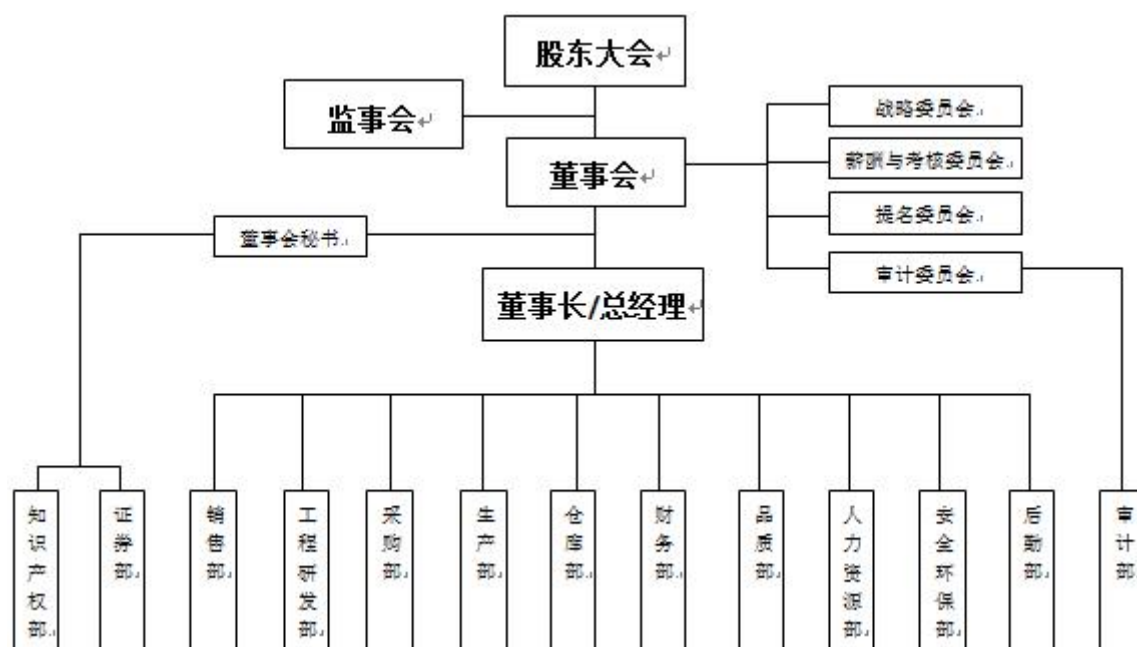 股东大会
监事会
战略委员会
薪酬与考核委员会
董事会
提名委员会
董事会秘书
审计委员会
董事长/总经理
知识产权部
证券部
销售部
工程研发部
采购部
生产部
仓库部
财务部
品质部
人力资源部
安全环保部
后勤部
审计部